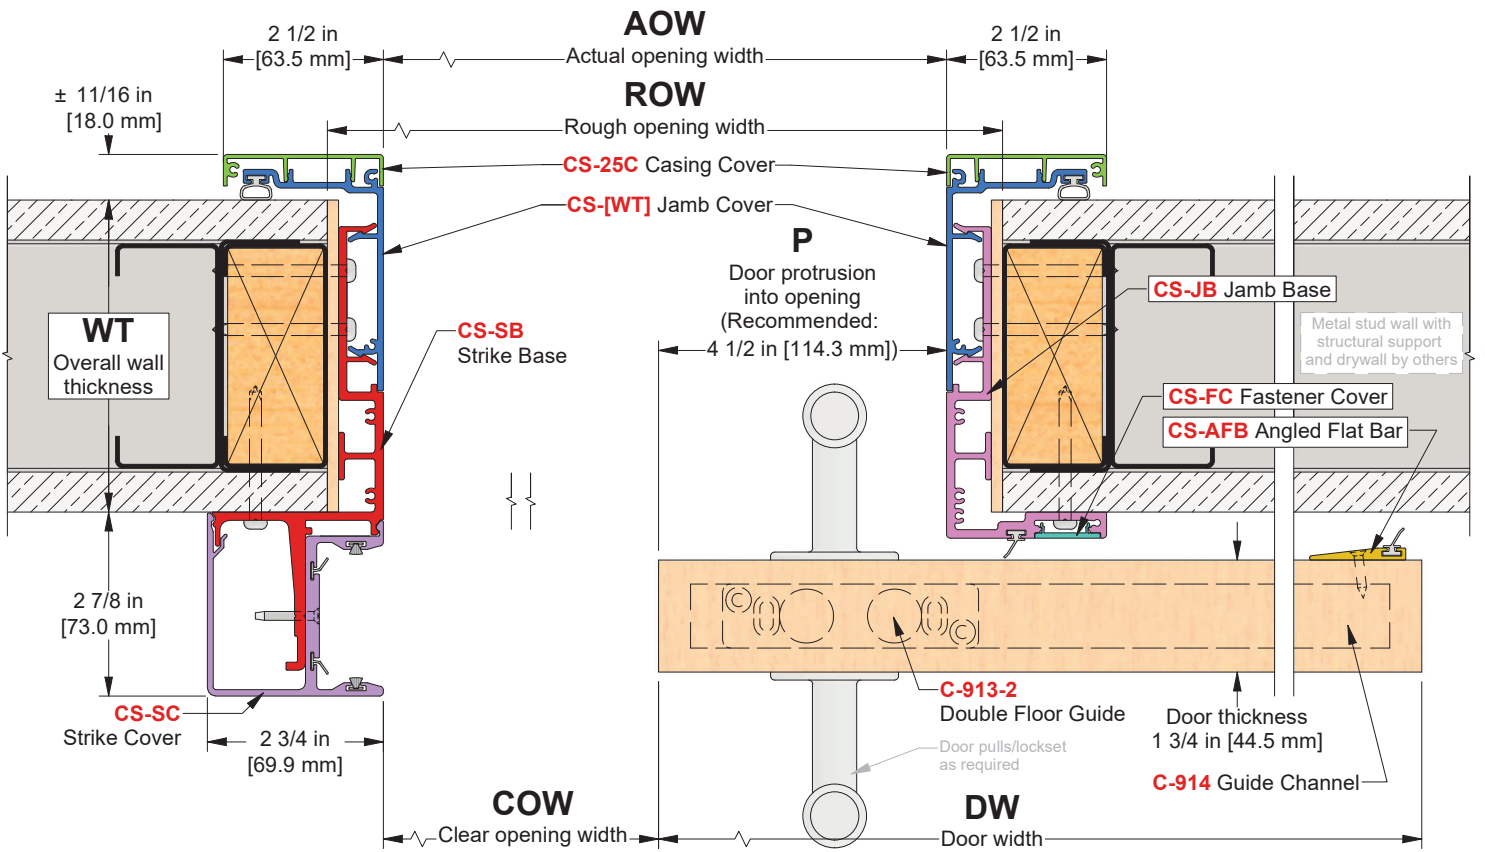 AOW
Actual opening width
2 1/2 in
[63.5 mm]
2 1/2 in
[63.5 mm]
± 11/16 in
[18.0 mm]
ROW
Rough opening width
CS-25C Casing Cover
CS-[WT] Jamb Cover
P
Door protrusion
into opening
(Recommended:
4 1/2 in [114.3 mm])
CS-JB Jamb Base
WT
Overall wall
thickness
CS-SB
Strike Base
Metal stud wall with
structural support
and drywall by others
CS-FC Fastener Cover
CS-AFB Angled Flat Bar
2 7/8 in
[73.0 mm]
CS-SC
Strike Cover
2 3/4 in
[69.9 mm]
C-913-2
Double Floor Guide
Door pulls/lockset
as required
Door thickness
1 3/4 in [44.5 mm]
C-914 Guide Channel
COW
Clear opening width
DW
Door width